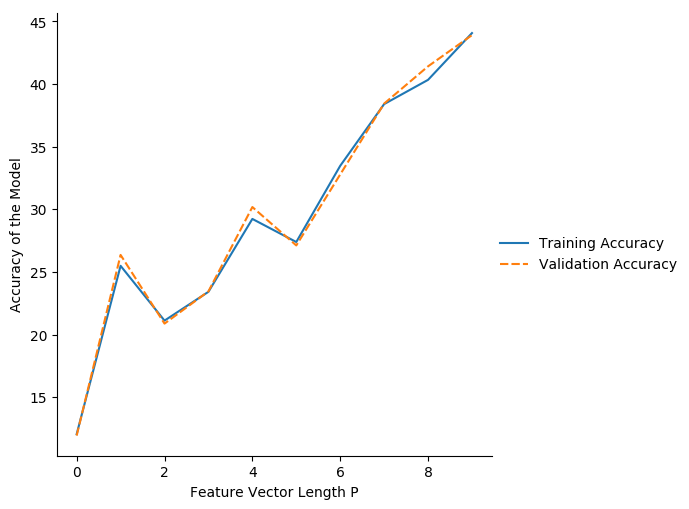 45
40
35
30
25
20
15
Accuracy of the Model
0 2 4 6 8
Feature Vector Length P
Training Accuracy
Validation Accuracy